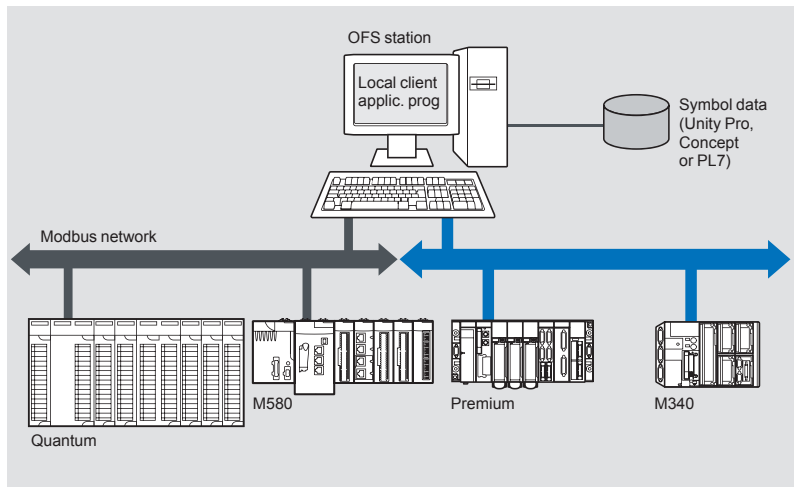 OFS station
Local client
applic. prog
Symbol data
(Unity Pro,
Concept
or PL7)
Modbus network
M580
Premium
M340
Quantum